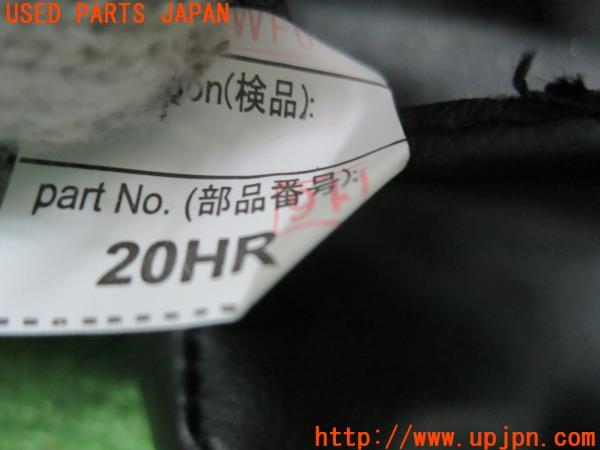 USED PARTS JAPAN
on(検品):
part No. (部品番号):
20HR
http://www.upjpn.com